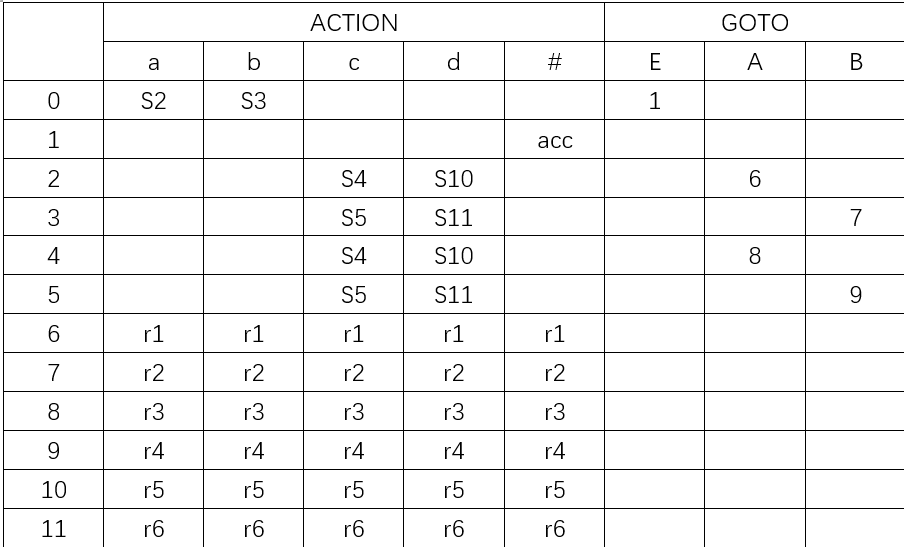 ACTION GOTO
a b c d # E A B
0 S2 S3 1
1 acc
2 S4 S10 6
3 S5 S11 7
4 S4 S10 8
5 S5 S11 9
6 r1 r1 r1 r1 r1
7 r2 r2 r2 r2 r2
8 r3 r3 r3 r3 r3
9 r4 r4 r4 r4 r4
10 r5 r5 r5 r5 r5
11 r6 r6 r6 r6 r6